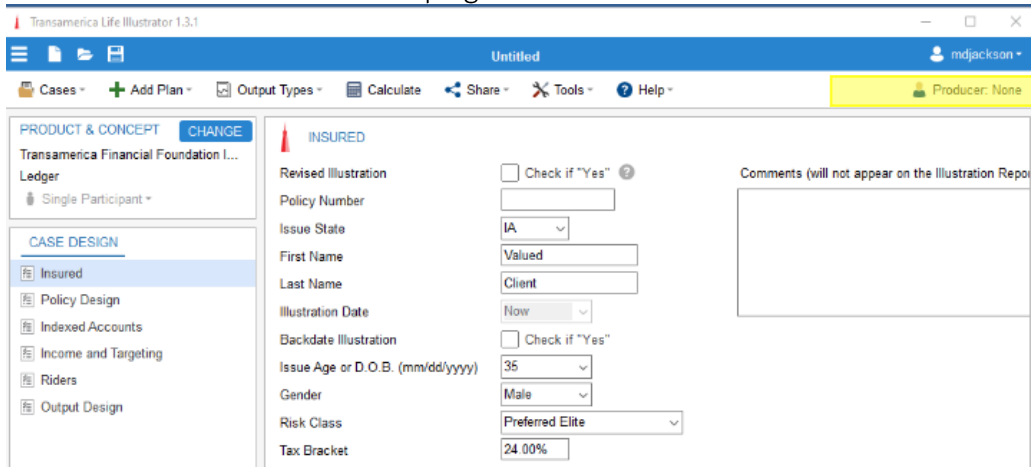 Transamerica Life Illustrator 1.3.1
Untitled
mdjackson
Cases
Add Plan
Output Types
Calculate
Share
Tools
Help
Producer: None
PRODUCT & CONCEPT
CHANGE
Transamerica Financial Foundation I...
Ledger
Single Participant
CASE DESIGN
Insured
Policy Design
Indexed Accounts
Income and Targeting
Riders
Output Design
INSURED
Revised Illustration Check if "Yes" ?
Policy Number
Issue State IA
First Name Valued
Last Name Client
Illustration Date Now
Backdate Illustration Check if "Yes"
Issue Age or D.O.B. (mm/dd/yyyy) 35
Gender Male
Risk Class Preferred Elite
Tax Bracket 24.00%
Comments (will not appear on the Illustration Repo